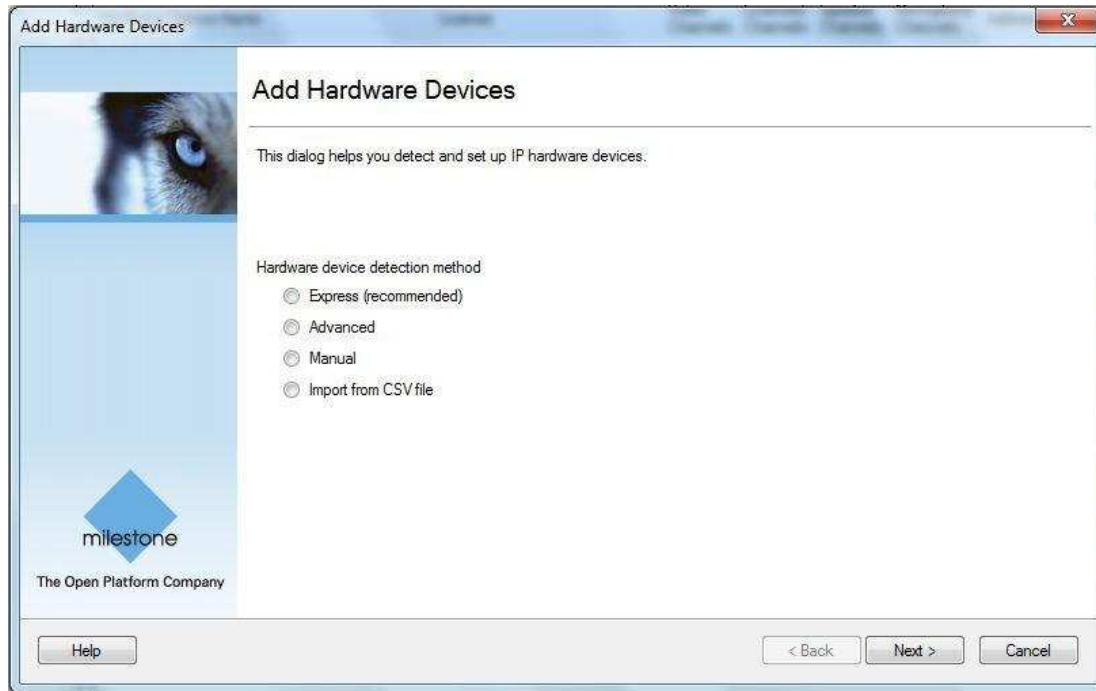 Add Hardware Devices
Add Hardware Devices
This dialog helps you detect and set up IP hardware devices.
Hardware device detection method
Express (recommended)
Advanced
Manual
Import from CSV file
milestone
The Open Platform Company
Help
< Back
Next >
Cancel